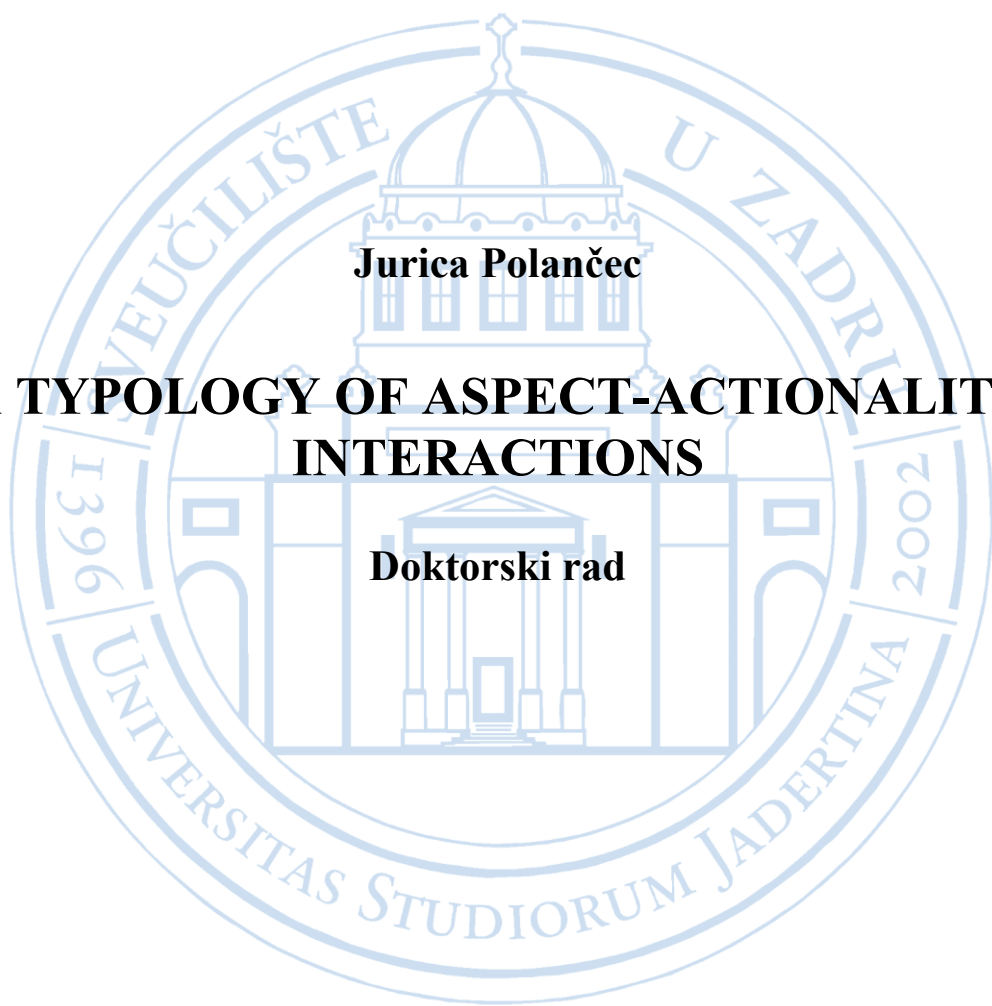 SVEUČILIŠTE U ZADRU
Jurica Polančec
TYPOLOGY OF ASPECT-ACTIONALIT
INTERACTIONS
1396
2002
Doktorski rad
UNIVERSITAS STUDIORUM JADERTINA